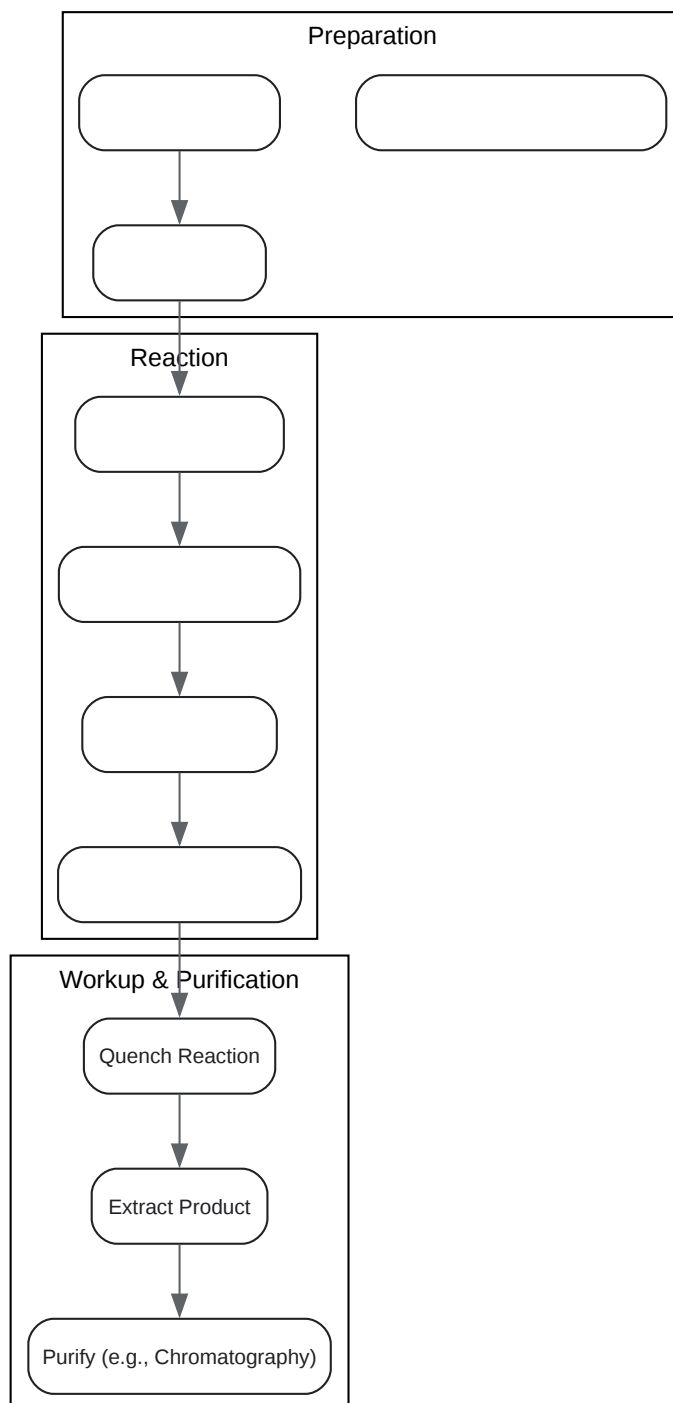 Preparation
Reaction
Workup & Purification
Quench Reaction
Extract Product
Purify (e.g., Chromatography)